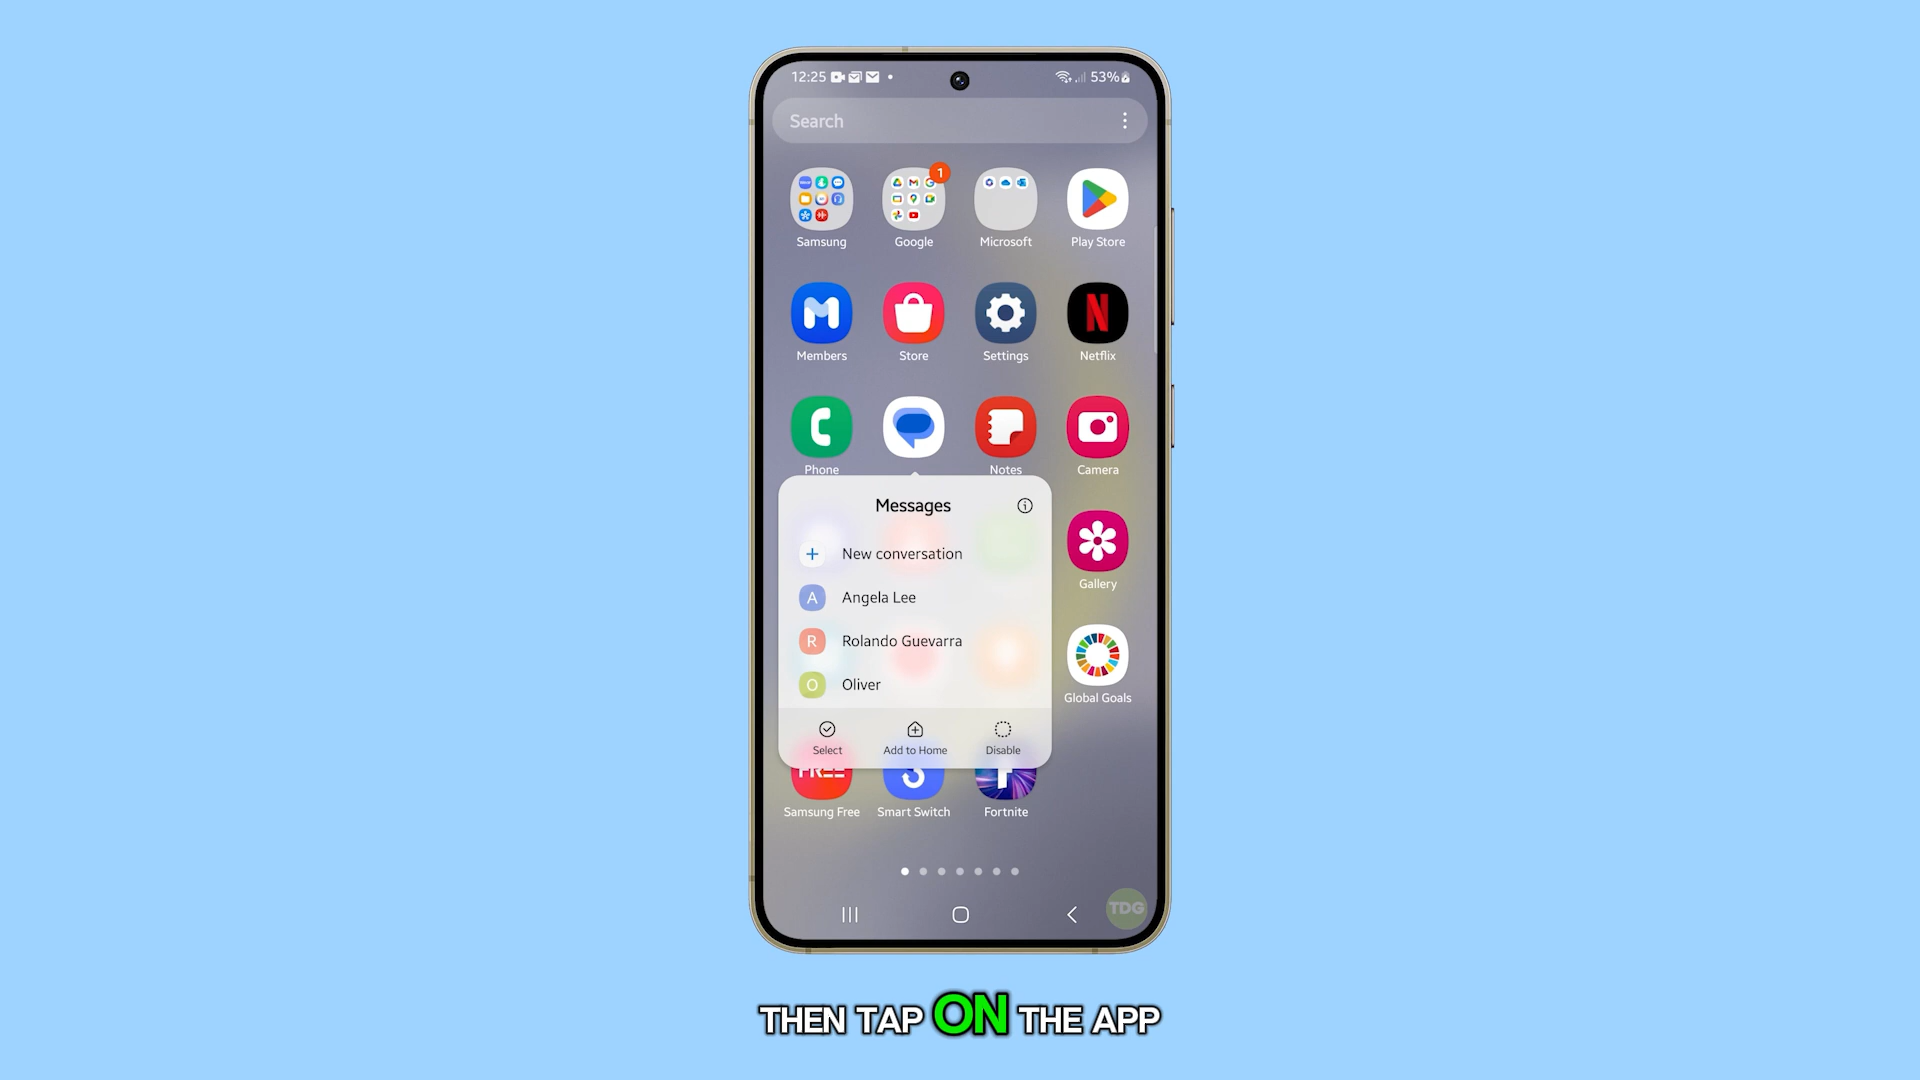 12:25 53%
Search
1
Samsung Google Microsoft Play Store
Members Store Settings Netflix
Phone Notes Camera
Messages
New conversation
A Angela Lee
R Rolando Guevarra
O Oliver
Gallery
Global Goals
Select Add to Home Disable
FREE
Samsung Free Smart Switch Fortnite
TDG
THEN TAP ON THE APP